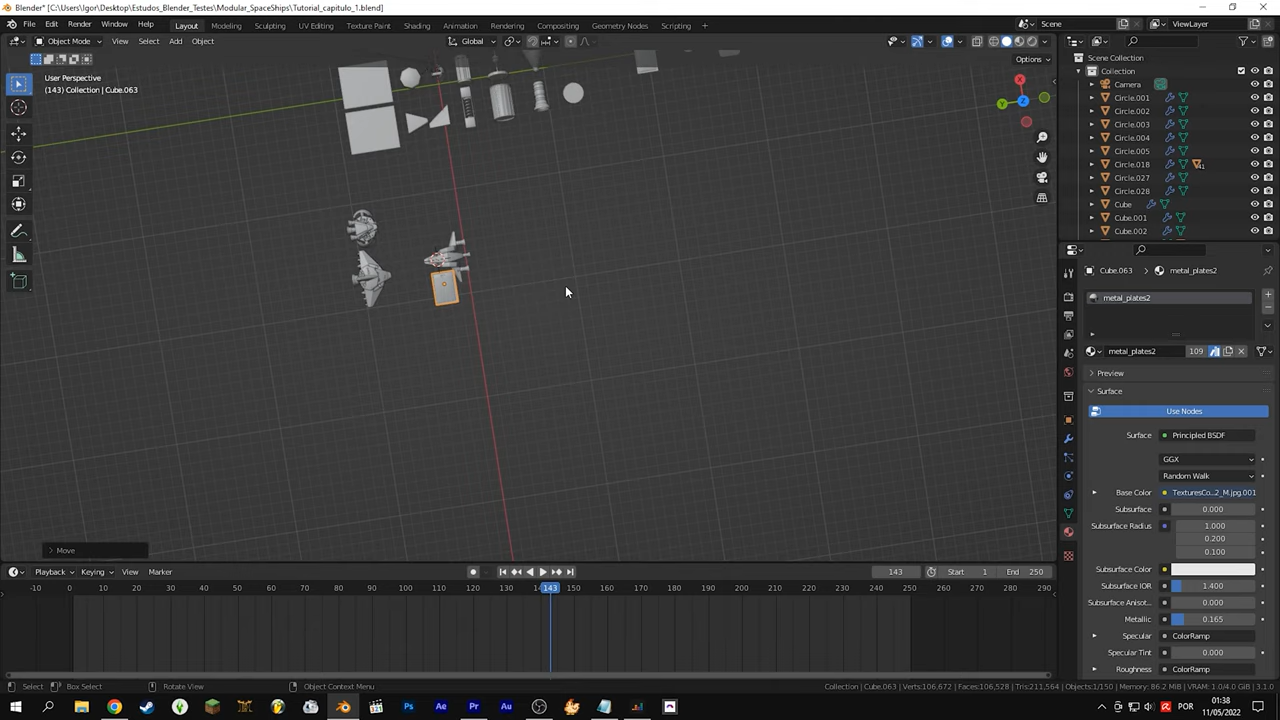 Blender* [C:\Users\Igor\Desktop\Estudos_Blender_Testes\Modular_SpaceShips\Tutorial_capitulo_1.blend]
File Edit Render Window Help Layout Modeling Sculpting UV Editing Texture Paint Shading Animation Rendering Compositing Geometry Nodes Scripting + Scene ViewLayer
Object Mode View Select Add Object Global
Options
User Perspective
(143) Collection | Cube.063
X
Y
Z
Move
Scene Collection
Collection
Camera
Circle.001
Circle.002
Circle.003
Circle.004
Circle.005
Circle.018
Circle.027
Circle.028
Cube
Cube.001
Cube.002
Cube.063 > metal_plates2
metal_plates2
metal_plates2 109
Preview
Surface
Use Nodes
Surface Principled BSDF
GGX
Random Walk
Base Color TexturesCo...2_M.jpg.001
Subsurface 0.000
Subsurface Radius 1.000
0.200
0.100
Subsurface Color
Subsurface IOR 1.400
Subsurface Anisot... 0.000
Metallic 0.165
Specular ColorRamp
Specular Tint 0.000
Roughness ColorRamp
Playback Keying View Marker 143 Start 1 End 250
-10 0 10 20 30 40 50 60 70 80 90 100 110 120 130 143 150 160 170 180 190 200 210 220 230 240 250 260 270 280 290
Select Box Select Rotate View Object Context Menu Collection | Cube.063 | Verts:106,672 | Faces:106,528 | Tris:211,564 | Objects:1/150 | Memory: 86.2 MiB | VRAM: 1.0/4.0 GiB | 3.1.0
Ps Ae Pr Au POR 01:38
11/05/2022